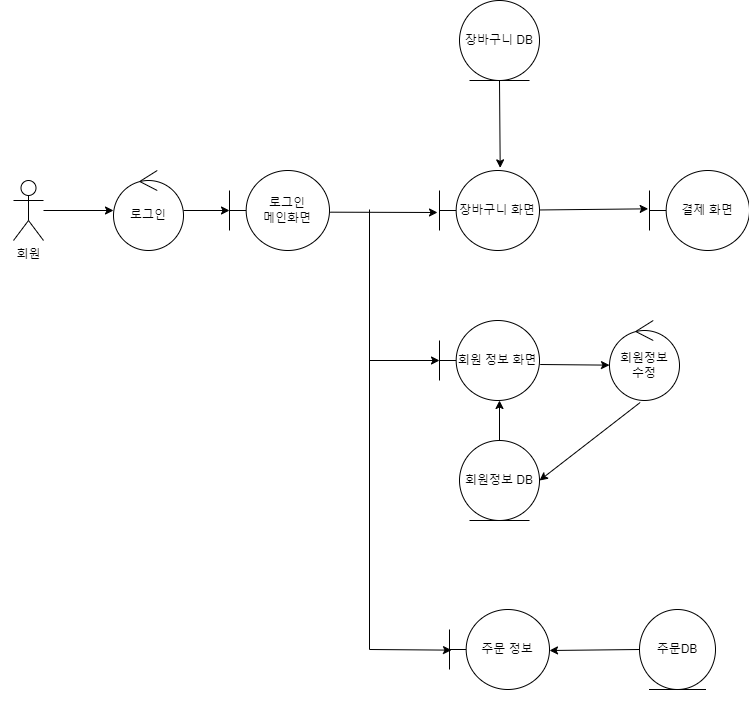 장바구니 DB
회원
로그인
로그인
메인화면
장바구니 화면
결제 화면
회원 정보 화면
회원정보
수정
회원정보 DB
주문 정보
주문DB